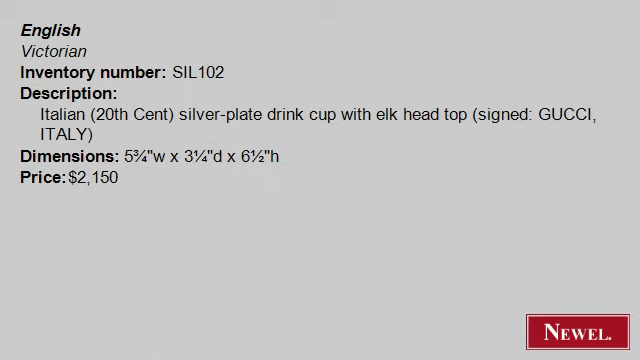 English
Victorian
Inventory number: SIL102
Description:
Italian (20th Cent) silver-plate drink cup with elk head top (signed: GUCCI,
ITALY)
Dimensions: 5¾"w x 3¼"d x 6½"h
Price:$2,150
NEWEL.